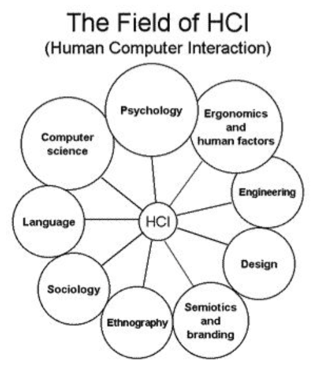 The Field of HCI
(Human Computer Interaction)
Psychology
Ergonomics
and
human factors
Computer
science
Engineering
Language
HCI
Design
Sociology
Semiotics
and
branding
Ethnography